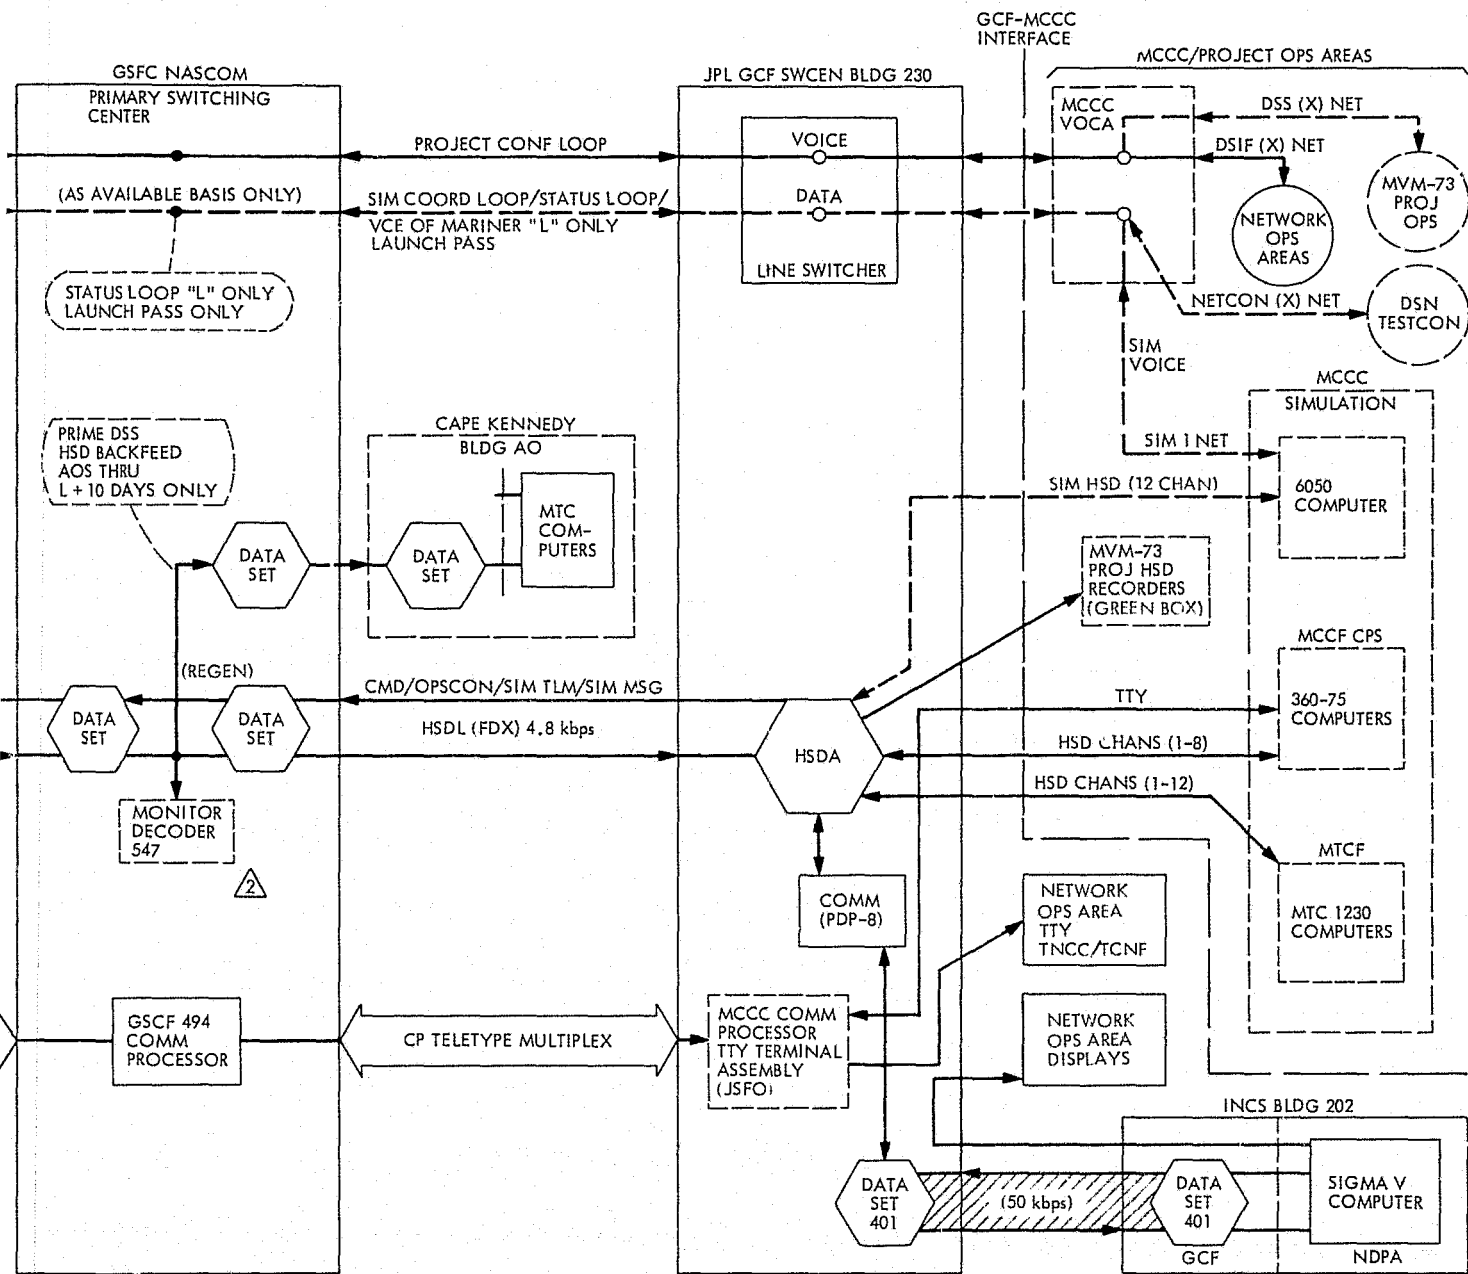 GCF-MCCC
INTERFACE
MCCC/PROJECT OPS AREAS
GSFC NASCOM
PRIMARY SWITCHING
CENTER
JPL GCF SWCEN BLDG 230
MCCC
VOCA
DSS (X) NET
PROJECT CONF LOOP
VOICE
DSIF (X) NET
(AS AVAILABLE BASIS ONLY)
SIM COORD LOOP/STATUS LOOP/
VCE OF MARINER "L" ONLY
LAUNCH PASS
DATA
LINE SWITCHER
NETWORK
OPS
AREAS
MVM-73
PROJ
OPS
STATUS LOOP "L" ONLY
LAUNCH PASS ONLY
NETCON (X) NET
DSN
TESTCON
SIM
VOICE
MCCC
SIMULATION
PRIME DSS
HSD BACKFEED
AOS THRU
L + 10 DAYS ONLY
CAPE KENNEDY
BLDG AO
MTC
COM-
PUTERS
DATA
SET
DATA
SET
SIM 1 NET
SIM HSD (12 CHAN)
6050
COMPUTER
MVM-73
PROJ HSD
RECORDERS
(GREEN BOX)
(REGEN)
CMD/OPSCON/SIM TLM/SIM MSG
HSDL (FDX) 4.8 kbps
DATA
SET
DATA
SET
HSDA
MCCF CPS
TTY
360-75
COMPUTERS
HSD CHANS (1-8)
HSD CHANS (1-12)
MONITOR
DECODER
547
2
MTCF
MTC 1230
COMPUTERS
COMM
(PDP-8)
NETWORK
OPS AREA
TTY
TNCC/TCNF
GSCF 494
COMM
PROCESSOR
CP TELETYPE MULTIPLEX
MCCC COMM
PROCESSOR
TTY TERMINAL
ASSEMBLY
(JSFO)
NETWORK
OPS AREA
DISPLAYS
INCS BLDG 202
DATA
SET
401
(50 kbps)
DATA
SET
401
GCF
SIGMA V
COMPUTER
NDPA